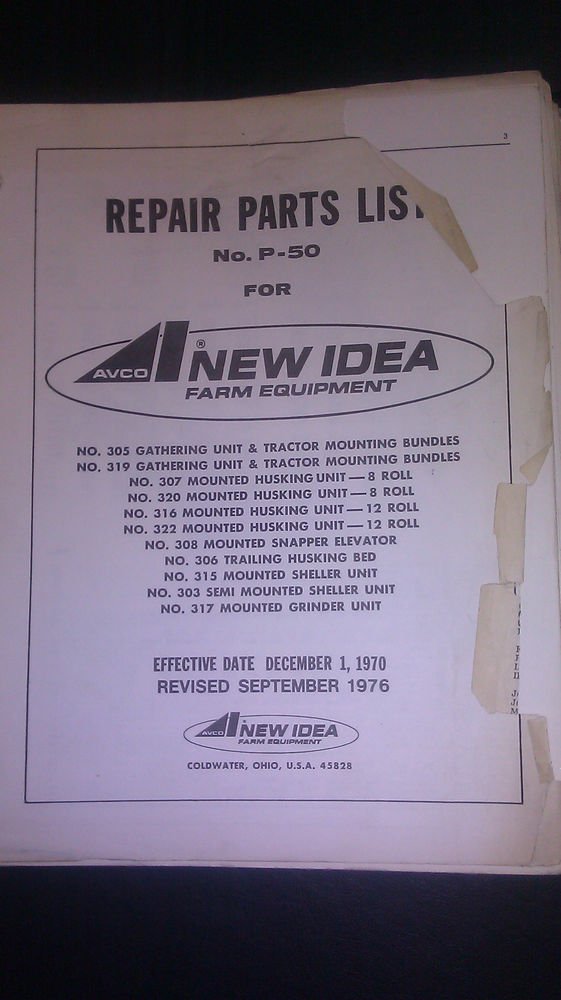 3
REPAIR PARTS LIST
No. P-50
FOR
AVCO ® NEW IDEA
FARM EQUIPMENT
NO. 305 GATHERING UNIT & TRACTOR MOUNTING BUNDLES
NO. 319 GATHERING UNIT & TRACTOR MOUNTING BUNDLES
NO. 307 MOUNTED HUSKING UNIT — 8 ROLL
NO. 320 MOUNTED HUSKING UNIT — 8 ROLL
NO. 316 MOUNTED HUSKING UNIT — 12 ROLL
NO. 322 MOUNTED HUSKING UNIT — 12 ROLL
NO. 308 MOUNTED SNAPPER ELEVATOR
NO. 306 TRAILING HUSKING BED
NO. 315 MOUNTED SHELLER UNIT
NO. 303 SEMI MOUNTED SHELLER UNIT
NO. 317 MOUNTED GRINDER UNIT
EFFECTIVE DATE DECEMBER 1, 1970
REVISED SEPTEMBER 1976
AVCO NEW IDEA
FARM EQUIPMENT
COLDWATER, OHIO, U.S.A. 45828